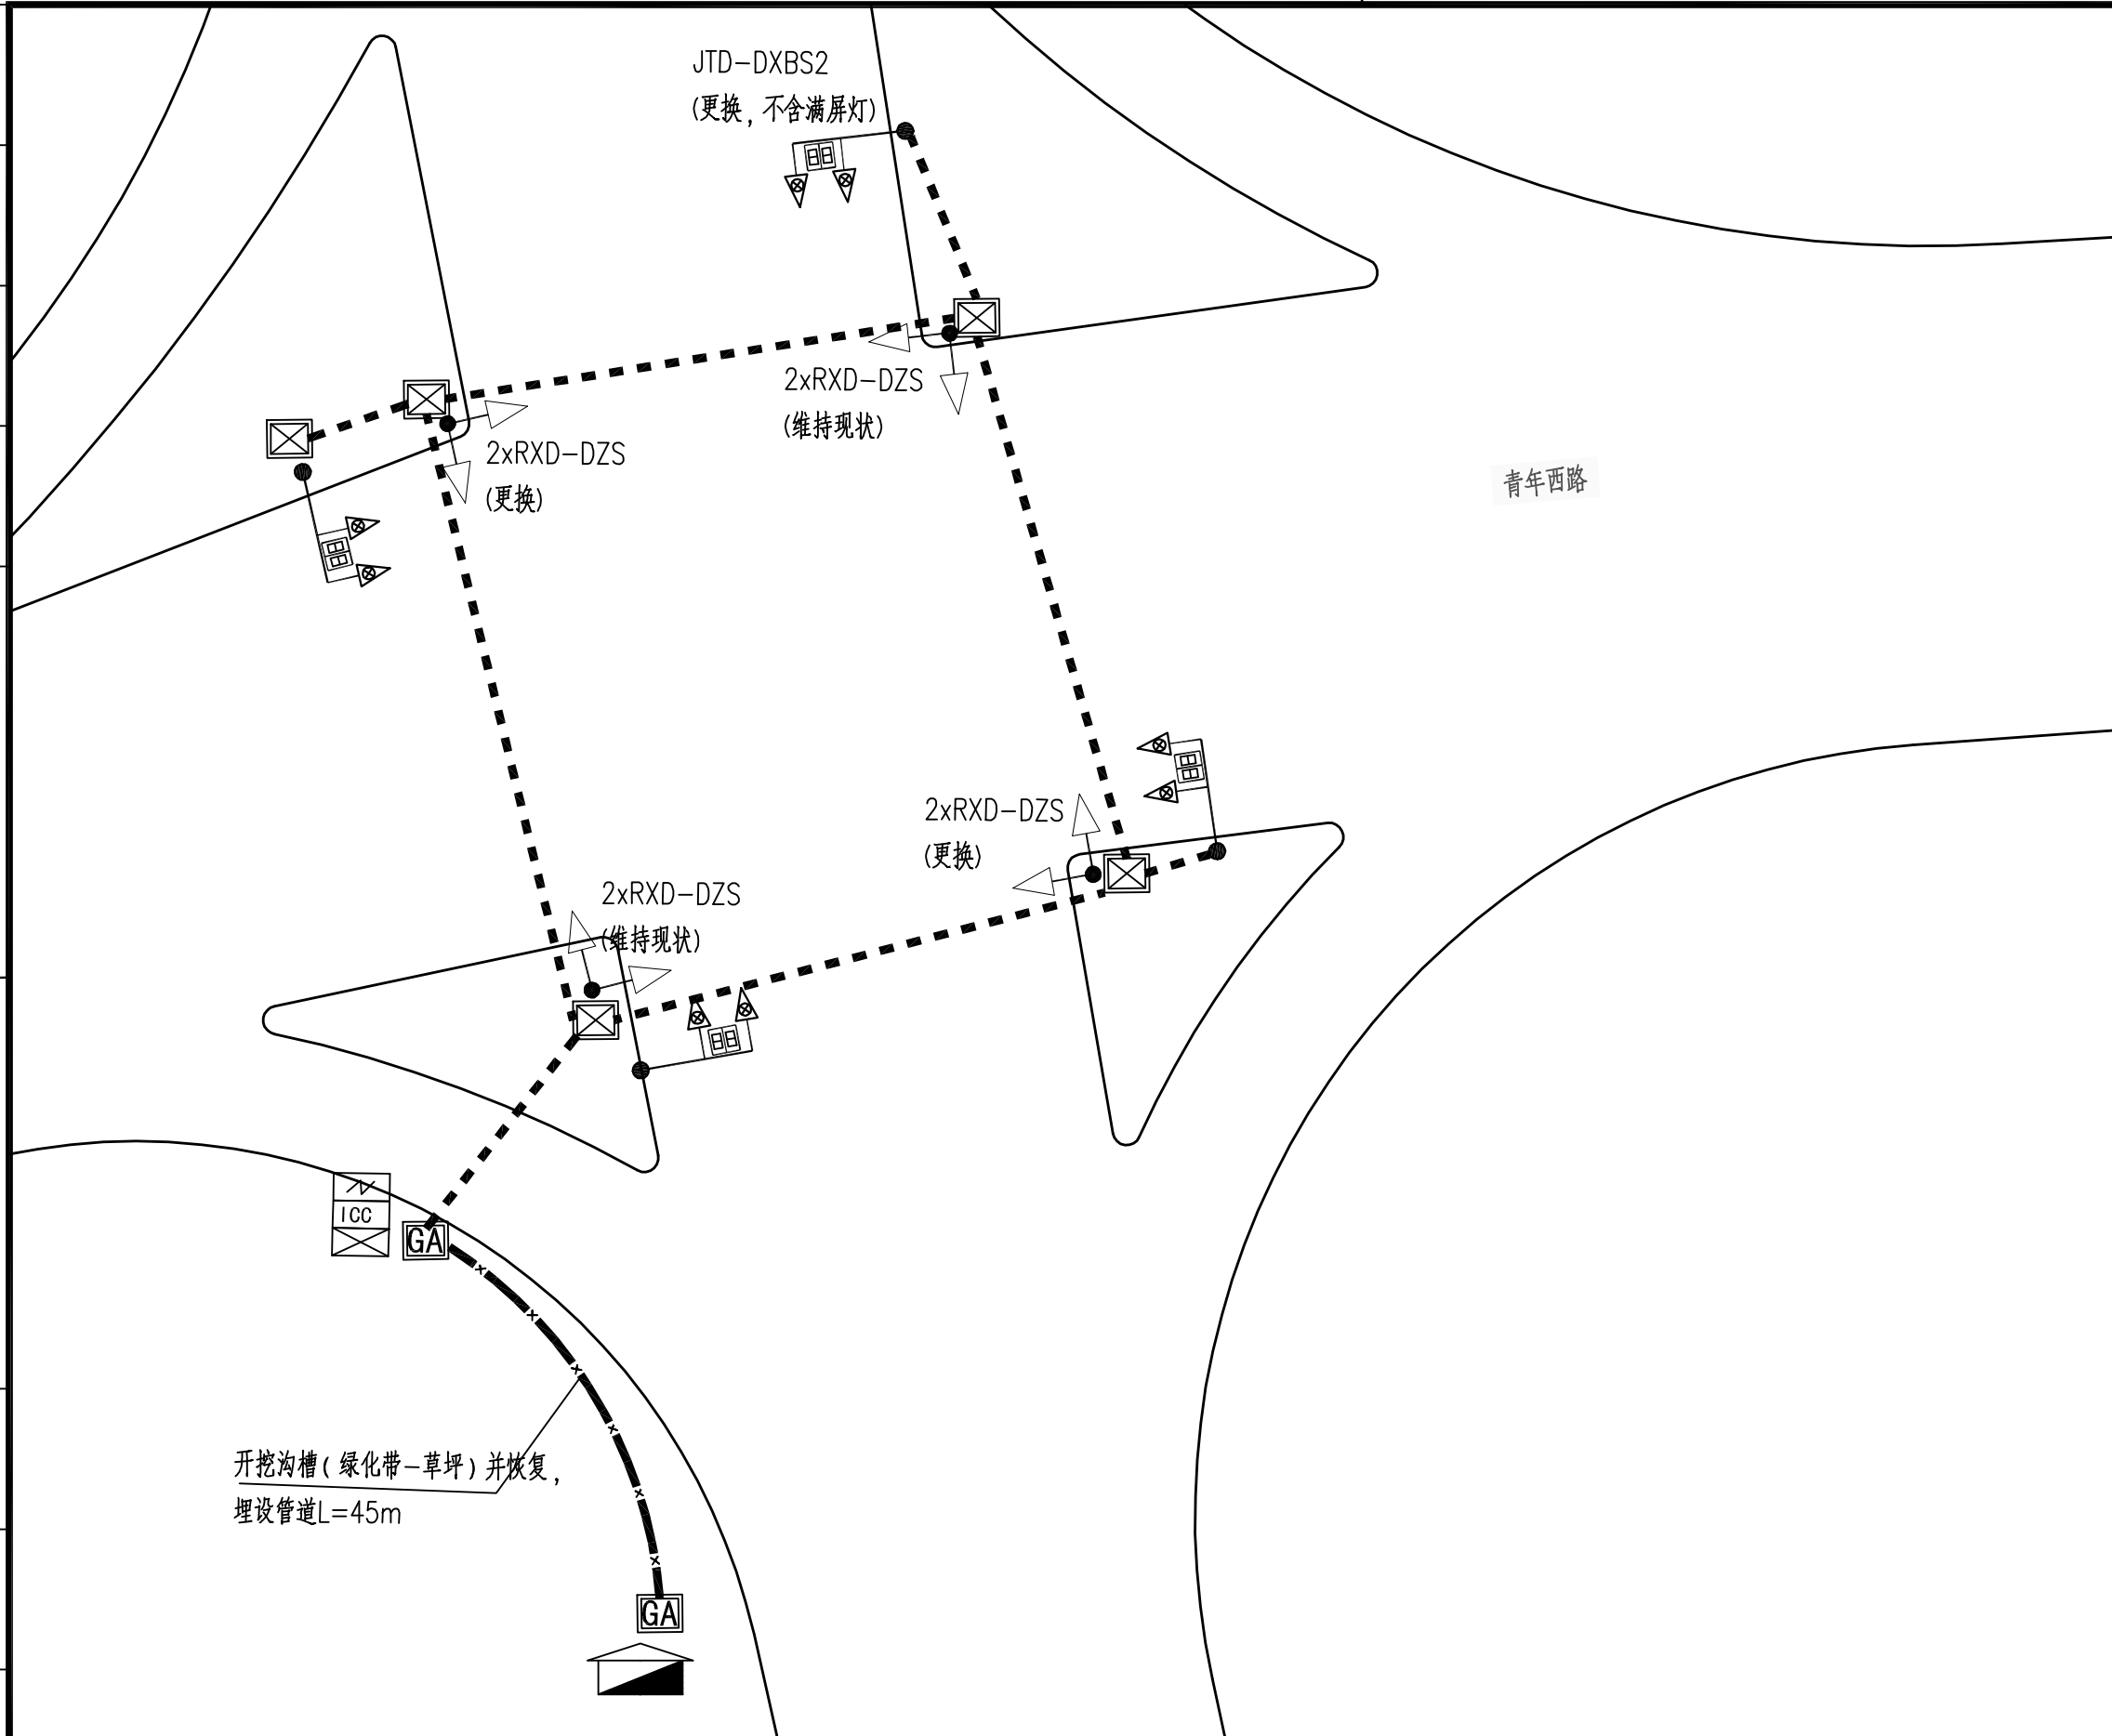 JTD-DXBS2
(更换，不含满屏灯)
2xRXD-DZS
(维持现状)
2xRXD-DZS
(更换)
青年西路
2xRXD-DZS
(更换)
2xRXD-DZS
(维持现状)
ICC
GA
开挖沟槽(绿化带-草坪)并恢复，
埋设管道L=45m
GA